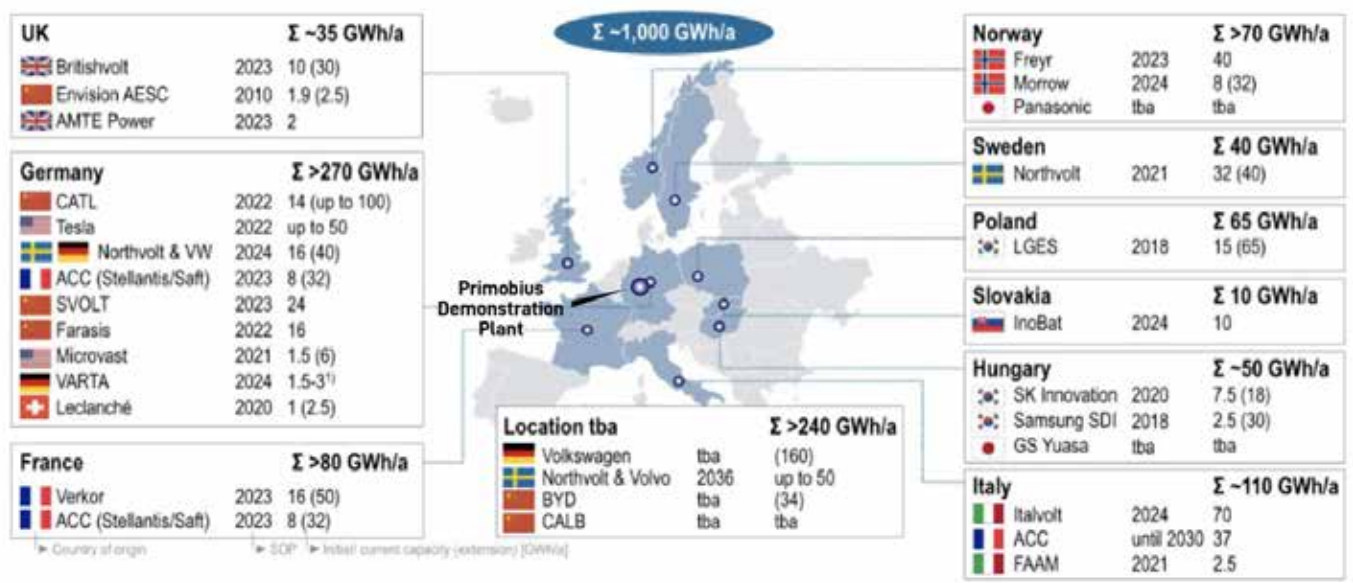 Σ ~1,000 GWh/a
UK Σ ~35 GWh/a
Britishvolt 2023 10 (30)
Envision AESC 2010 1.9 (2.5)
AMTE Power 2023 2
Germany Σ >270 GWh/a
CATL 2022 14 (up to 100)
Tesla 2022 up to 50
Northvolt & VW 2024 16 (40)
ACC (Stellantis/Saft) 2023 8 (32)
SVOLT 2023 24
Farasis 2022 16
Microvast 2021 1.5 (6)
VARTA 2024 1.5-3¹⁾
Leclanché 2020 1 (2.5)
France Σ >80 GWh/a
Verkor 2023 16 (50)
ACC (Stellantis/Saft) 2023 8 (32)
Country of origin SOP Initial/ current capacity (extension) [GWh/a]
Primobius
Demonstration
Plant
Location tba Σ >240 GWh/a
Volkswagen tba (160)
Northvolt & Volvo 2036 up to 50
BYD tba (34)
CALB tba tba
Norway Σ >70 GWh/a
Freyr 2023 40
Morrow 2024 8 (32)
Panasonic tba tba
Sweden Σ 40 GWh/a
Northvolt 2021 32 (40)
Poland Σ 65 GWh/a
LGES 2018 15 (65)
Slovakia Σ 10 GWh/a
InoBat 2024 10
Hungary Σ ~50 GWh/a
SK Innovation 2020 7.5 (18)
Samsung SDI 2018 2.5 (30)
GS Yuasa tba tba
Italy Σ ~110 GWh/a
Italvolt 2024 70
ACC until 2030 37
FAAM 2021 2.5